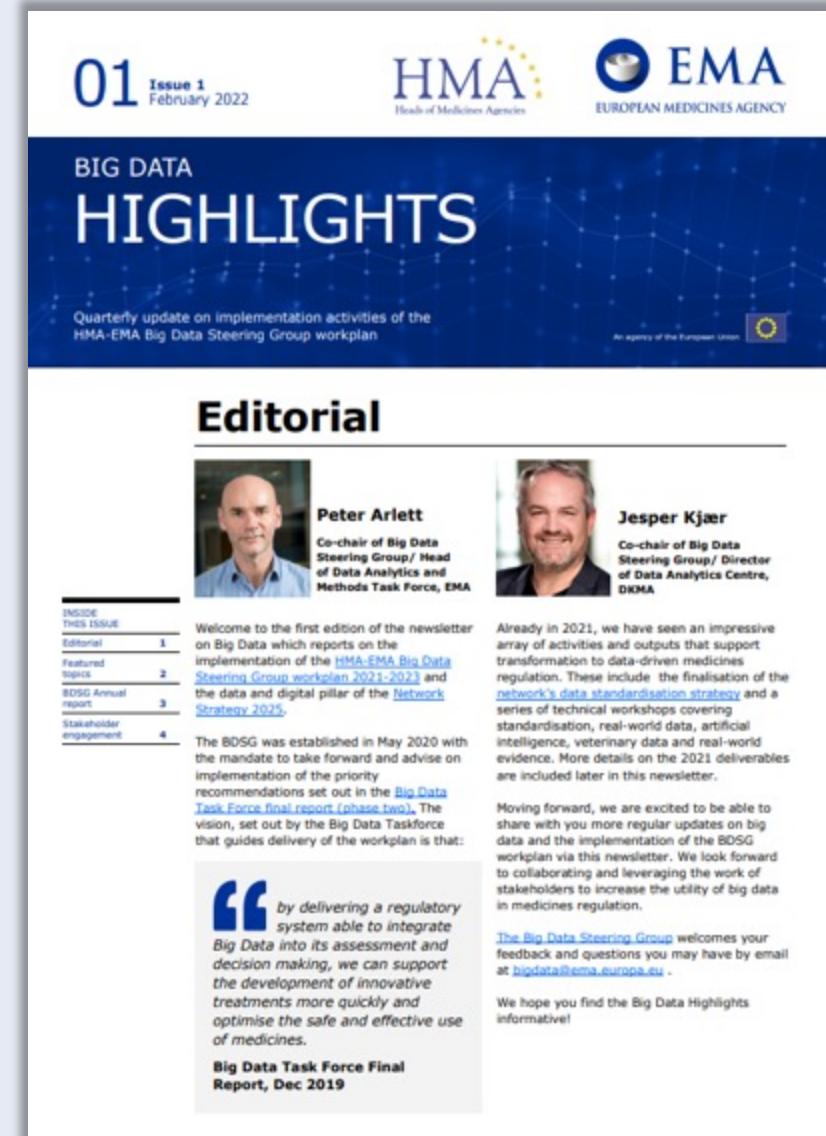 01
Issue 1
February 2022
HMA
Heads of Medicines Agencies
EMA
EUROPEAN MEDICINES AGENCY
BIG DATA
HIGHLIGHTS
Quarterly update on implementation activities of the
HMA-EMA Big Data Steering Group workplan
An agency of the European Union
Editorial
Peter Arlett
Co-chair of Big Data
Steering Group/ Head
of Data Analytics and
Methods Task Force, EMA
Jesper Kjær
Co-chair of Big Data
Steering Group/ Director
of Data Analytics Centre,
DKMA
INSIDE
THIS ISSUE
Editorial 1
Featured
topics 2
BDSG Annual
report 3
Stakeholder
engagement 4
Welcome to the first edition of the newsletter
on Big Data which reports on the
implementation of the HMA-EMA Big Data
Steering Group workplan 2021-2023 and
the data and digital pillar of the Network
Strategy 2025.
The BDSG was established in May 2020 with
the mandate to take forward and advise on
implementation of the priority
recommendations set out in the Big Data
Task Force final report (phase two). The
vision, set out by the Big Data Taskforce
that guides delivery of the workplan is that:
“ by delivering a regulatory
system able to integrate
Big Data into its assessment and
decision making, we can support
the development of innovative
treatments more quickly and
optimise the safe and effective use
of medicines.
Big Data Task Force Final
Report, Dec 2019
Already in 2021, we have seen an impressive
array of activities and outputs that support
transformation to data-driven medicines
regulation. These include the finalisation of the
network's data standardisation strategy and a
series of technical workshops covering
standardisation, real-world data, artificial
intelligence, veterinary data and real-world
evidence. More details on the 2021 deliverables
are included later in this newsletter.
Moving forward, we are excited to be able to
share with you more regular updates on big
data and the implementation of the BDSG
workplan via this newsletter. We look forward
to collaborating and leveraging the work of
stakeholders to increase the utility of big data
in medicines regulation.
The Big Data Steering Group welcomes your
feedback and questions you may have by email
at bigdata@ema.europa.eu .
We hope you find the Big Data Highlights
informative!